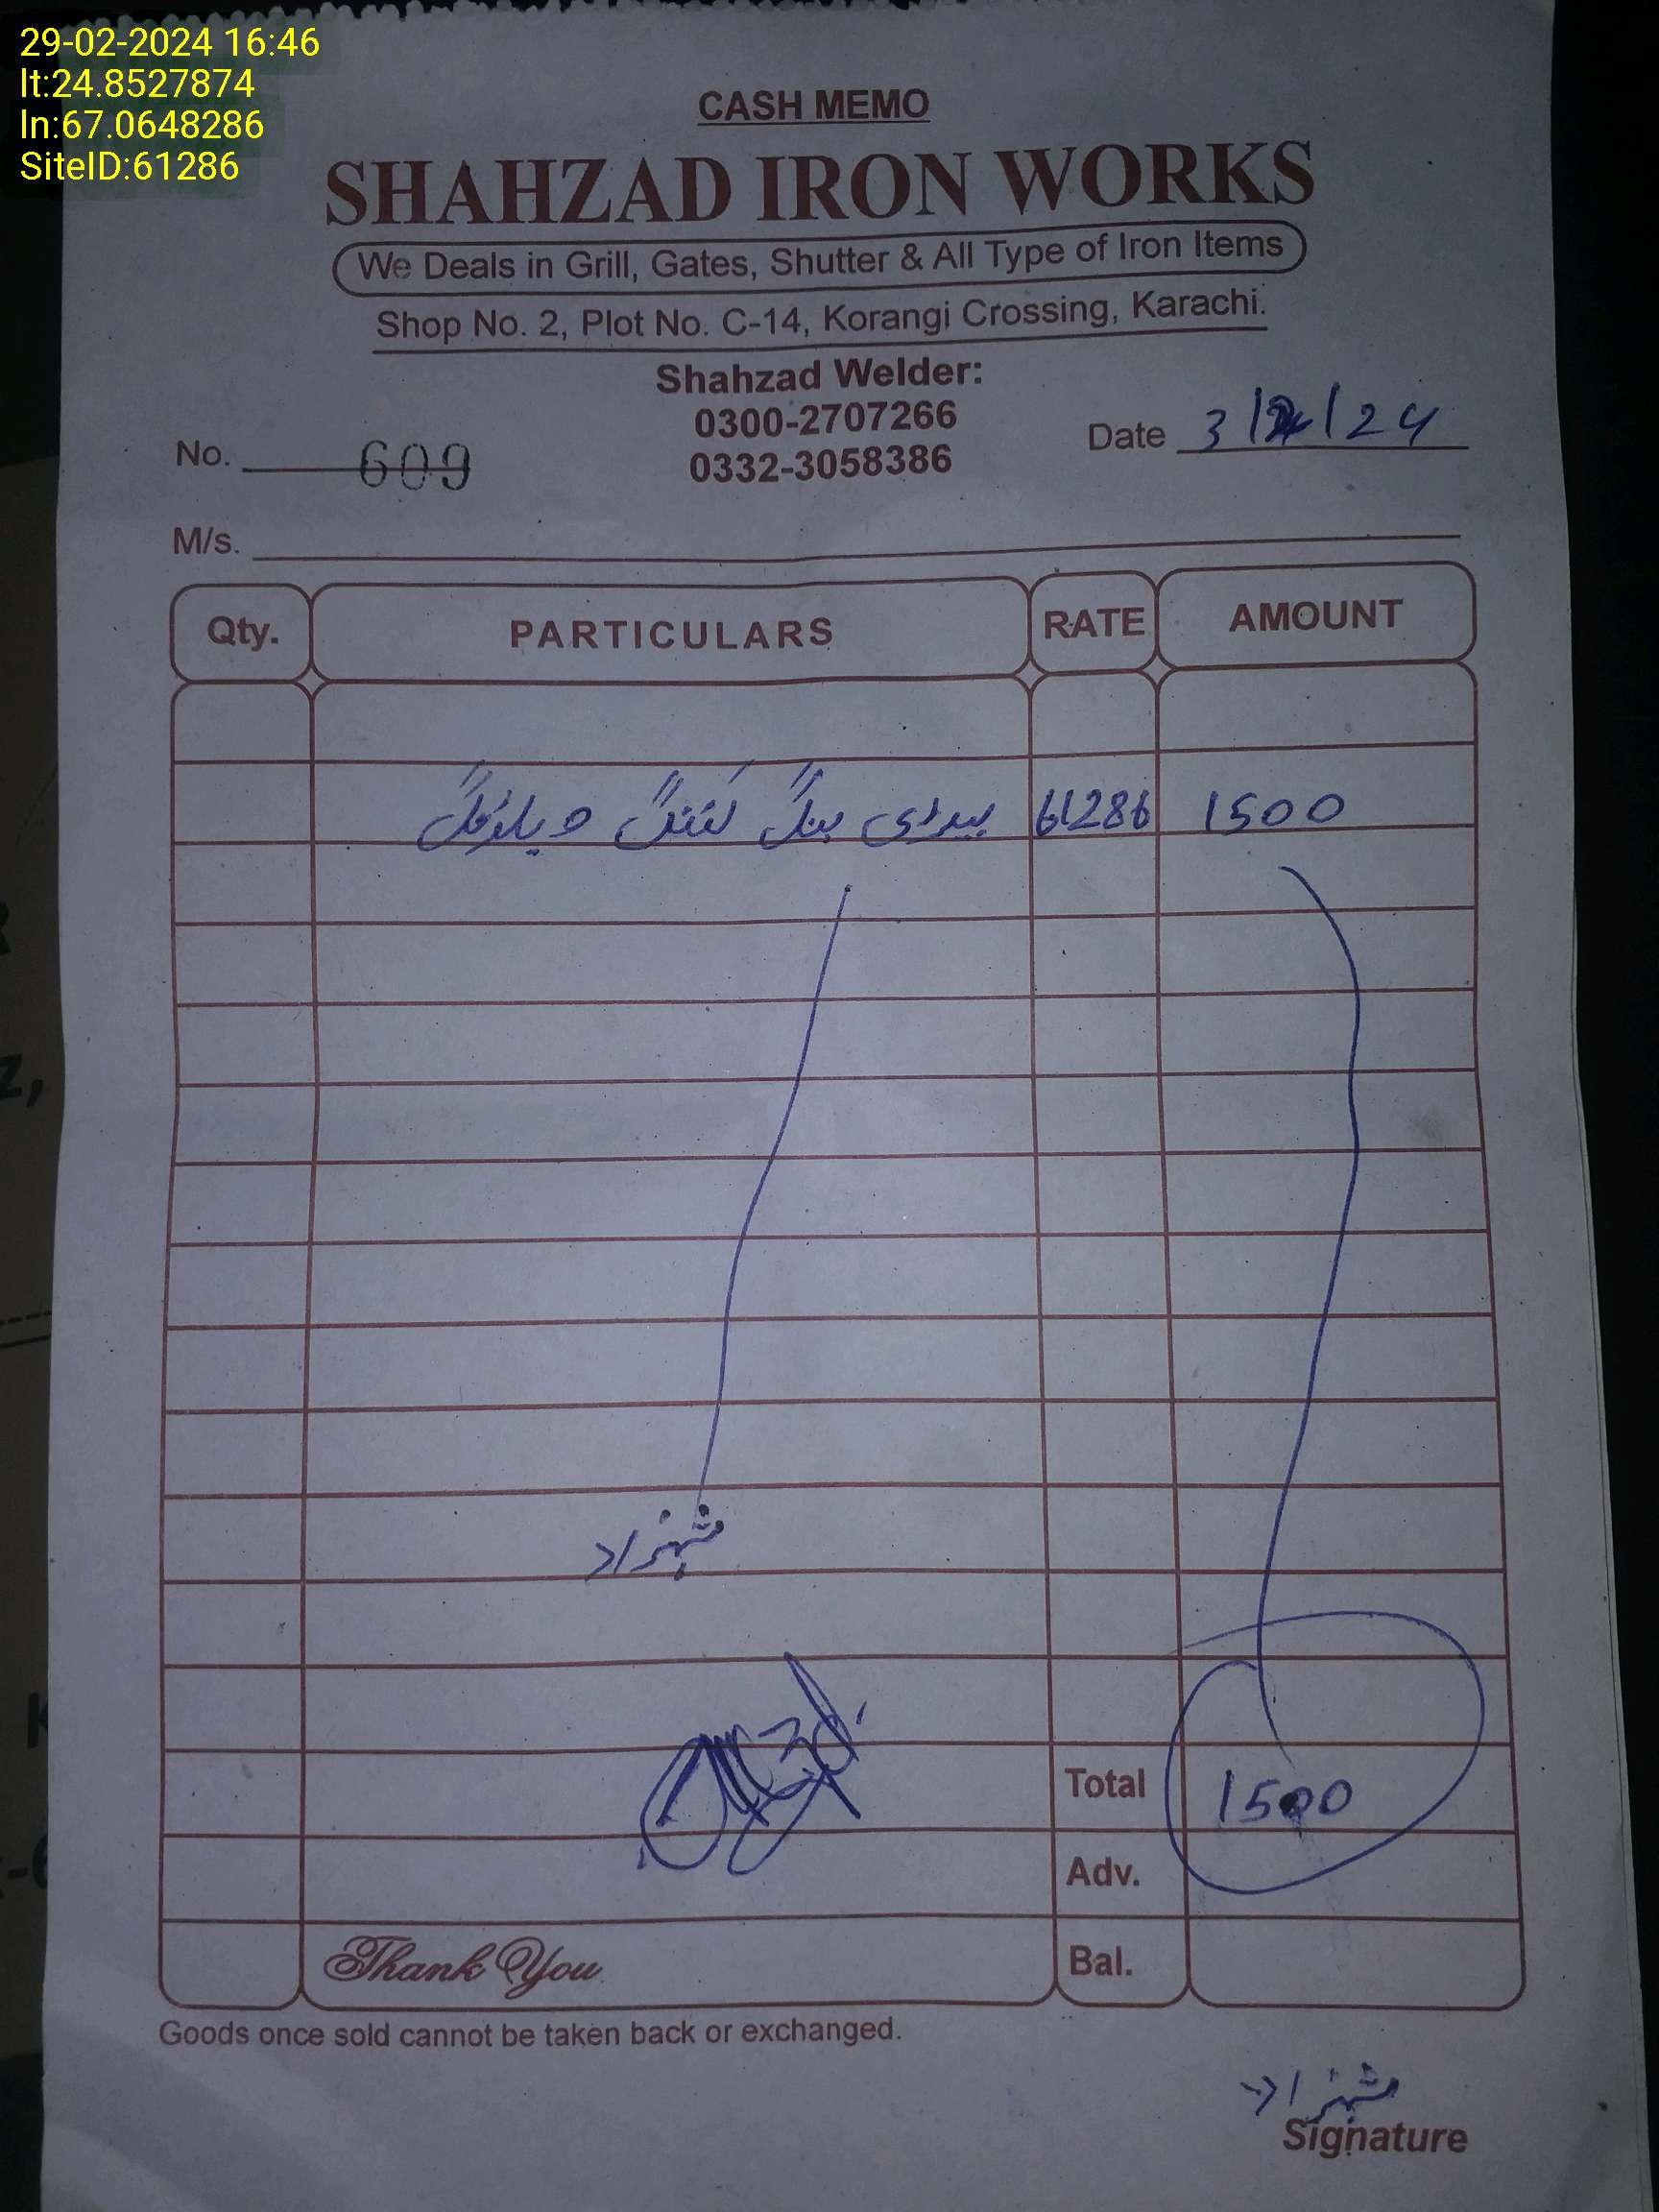 29-02-2024 16:46
lt:24.8527874
ln:67.0648286
SiteID:61286
CASH MEMO
SHAHZAD IRON WORKS
We Deals in Grill, Gates, Shutter & All Type of Iron Items
Shop No. 2, Plot No. C-14, Korangi Crossing, Karachi.
Shahzad Welder:
0300-2707266
0332-3058386
No. 609
Date 3/2/24
M/s.
Qty. PARTICULARS RATE AMOUNT
61286 1500
شہزاد
Total 1500
Adv.
Thank You Bal.
Goods once sold cannot be taken back or exchanged.
شہزاد
Signature